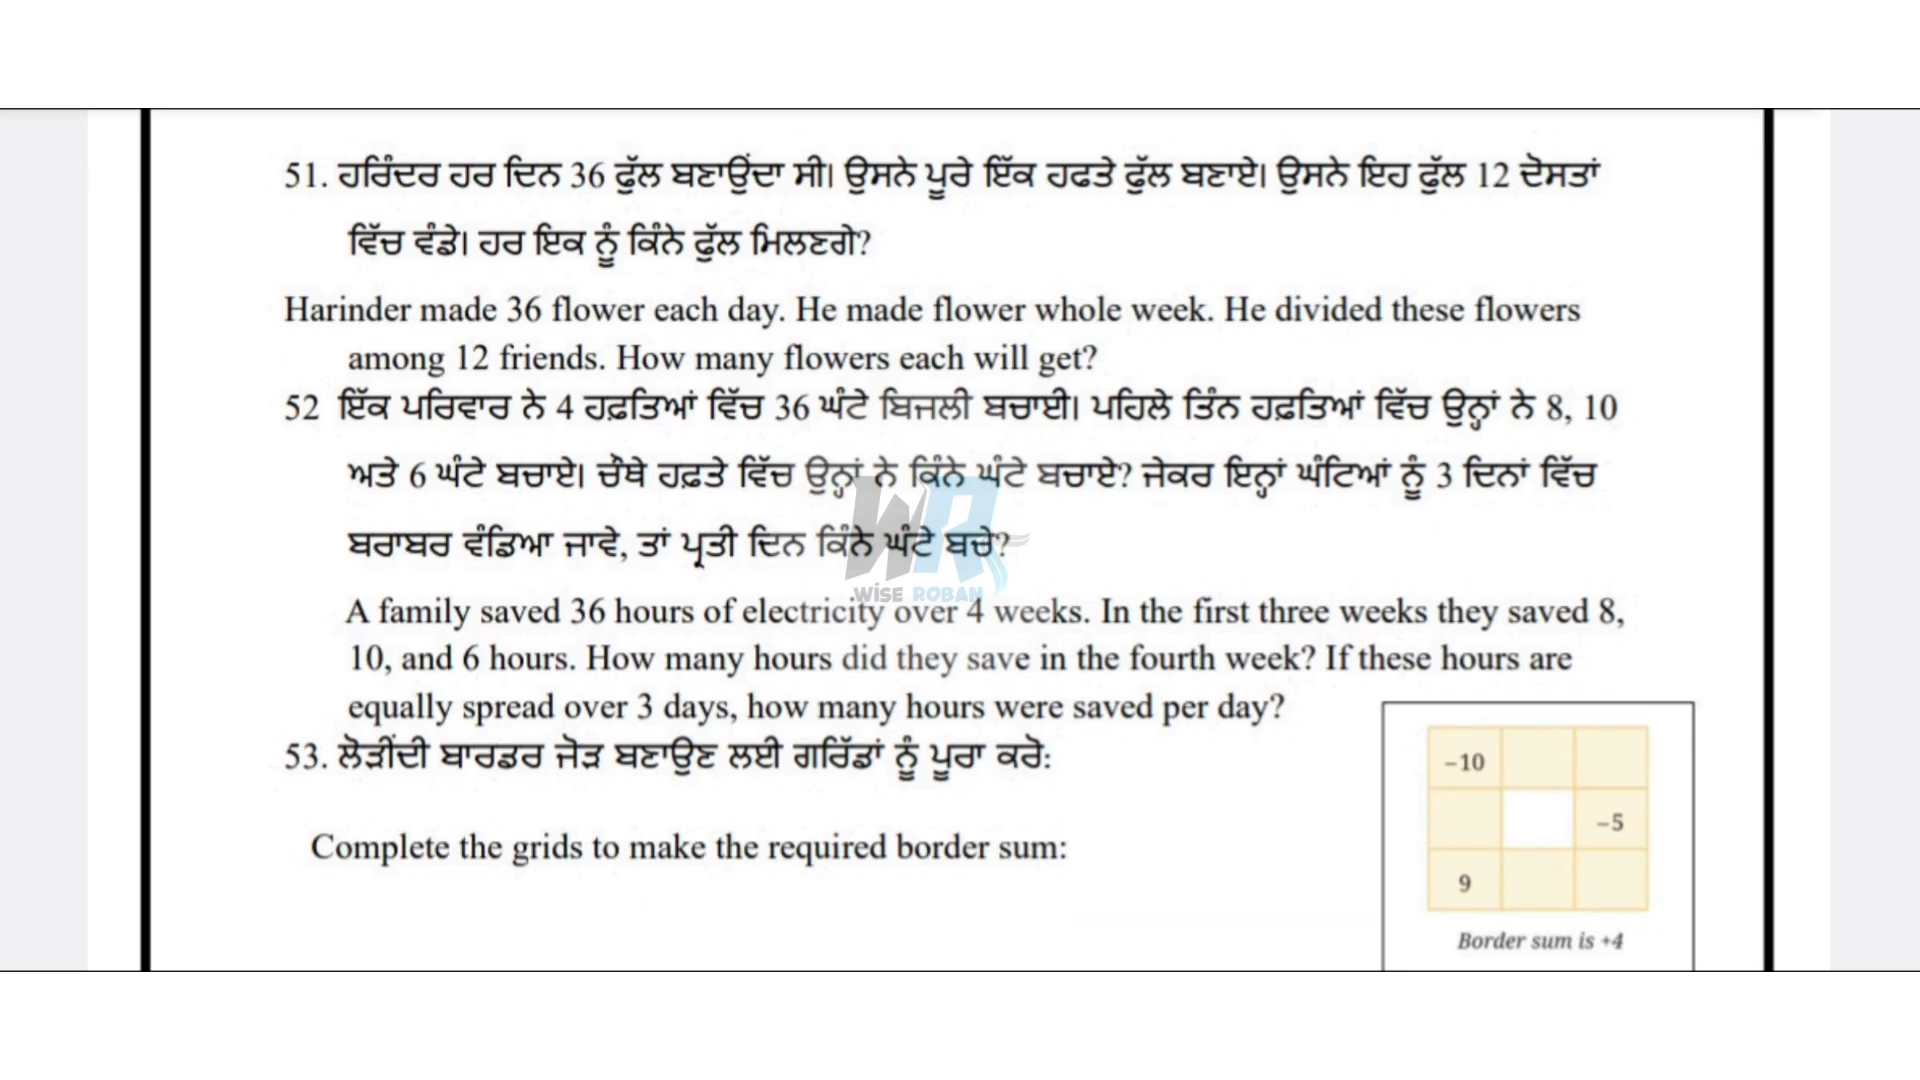 51. ਹਰਿੰਦਰ ਹਰ ਦਿਨ 36 ਫੁੱਲ ਬਣਾਉਂਦਾ ਸੀ। ਉਸਨੇ ਪੂਰੇ ਇੱਕ ਹਫਤੇ ਫੁੱਲ ਬਣਾਏ। ਉਸਨੇ ਇਹ ਫੁੱਲ 12 ਦੋਸਤਾਂ
ਵਿੱਚ ਵੰਡੇ। ਹਰ ਇਕ ਨੂੰ ਕਿੰਨੇ ਫੁੱਲ ਮਿਲਣਗੇ?
Harinder made 36 flower each day. He made flower whole week. He divided these flowers
among 12 friends. How many flowers each will get?
52 ਇੱਕ ਪਰਿਵਾਰ ਨੇ 4 ਹਫ਼ਤਿਆਂ ਵਿੱਚ 36 ਘੰਟੇ ਬਿਜਲੀ ਬਚਾਈ। ਪਹਿਲੇ ਤਿੰਨ ਹਫ਼ਤਿਆਂ ਵਿੱਚ ਉਨ੍ਹਾਂ ਨੇ 8, 10
ਅਤੇ 6 ਘੰਟੇ ਬਚਾਏ। ਚੌਥੇ ਹਫ਼ਤੇ ਵਿੱਚ ਉਨ੍ਹਾਂ ਨੇ ਕਿੰਨੇ ਘੰਟੇ ਬਚਾਏ? ਜੇਕਰ ਇਨ੍ਹਾਂ ਘੰਟਿਆਂ ਨੂੰ 3 ਦਿਨਾਂ ਵਿੱਚ
ਬਰਾਬਰ ਵੰਡਿਆ ਜਾਵੇ, ਤਾਂ ਪ੍ਰਤੀ ਦਿਨ ਕਿੰਨੇ ਘੰਟੇ ਬਚੇ?
WR
WISE ROBAN
A family saved 36 hours of electricity over 4 weeks. In the first three weeks they saved 8,
10, and 6 hours. How many hours did they save in the fourth week? If these hours are
equally spread over 3 days, how many hours were saved per day?
53. ਲੋੜੀਂਦੀ ਬਾਰਡਰ ਜੋੜ ਬਣਾਉਣ ਲਈ ਗਰਿੱਡਾਂ ਨੂੰ ਪੂਰਾ ਕਰੋ:
Complete the grids to make the required border sum:
−10
−5
9
Border sum is +4